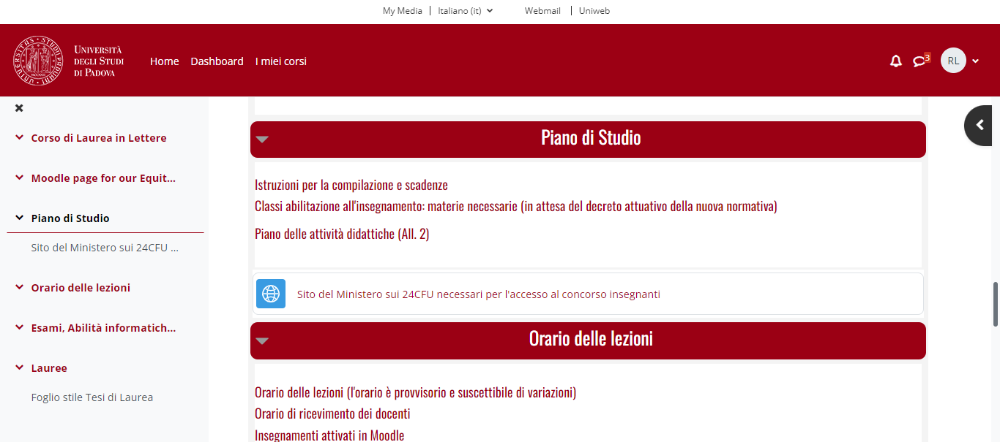 My Media
Italiano (it)
Webmail
Uniweb
UNIVERSITÀ
DEGLI STUDI
DI PADOVA
Home
Dashboard
I miei corsi
3
RL
Corso di Laurea in Lettere
Moodle page for our Equit...
Piano di Studio
Sito del Ministero sui 24CFU ...
Orario delle lezioni
Esami, Abilità informatich...
Lauree
Foglio stile Tesi di Laurea
Piano di Studio
Istruzioni per la compilazione e scadenze
Classi abilitazione all'insegnamento: materie necessarie (in attesa del decreto attuativo della nuova normativa)
Piano delle attività didattiche (All. 2)
Sito del Ministero sui 24CFU necessari per l'accesso al concorso insegnanti
Orario delle lezioni
Orario delle lezioni (l'orario è provvisorio e suscettibile di variazioni)
Orario di ricevimento dei docenti
Insegnamenti attivati in Moodle